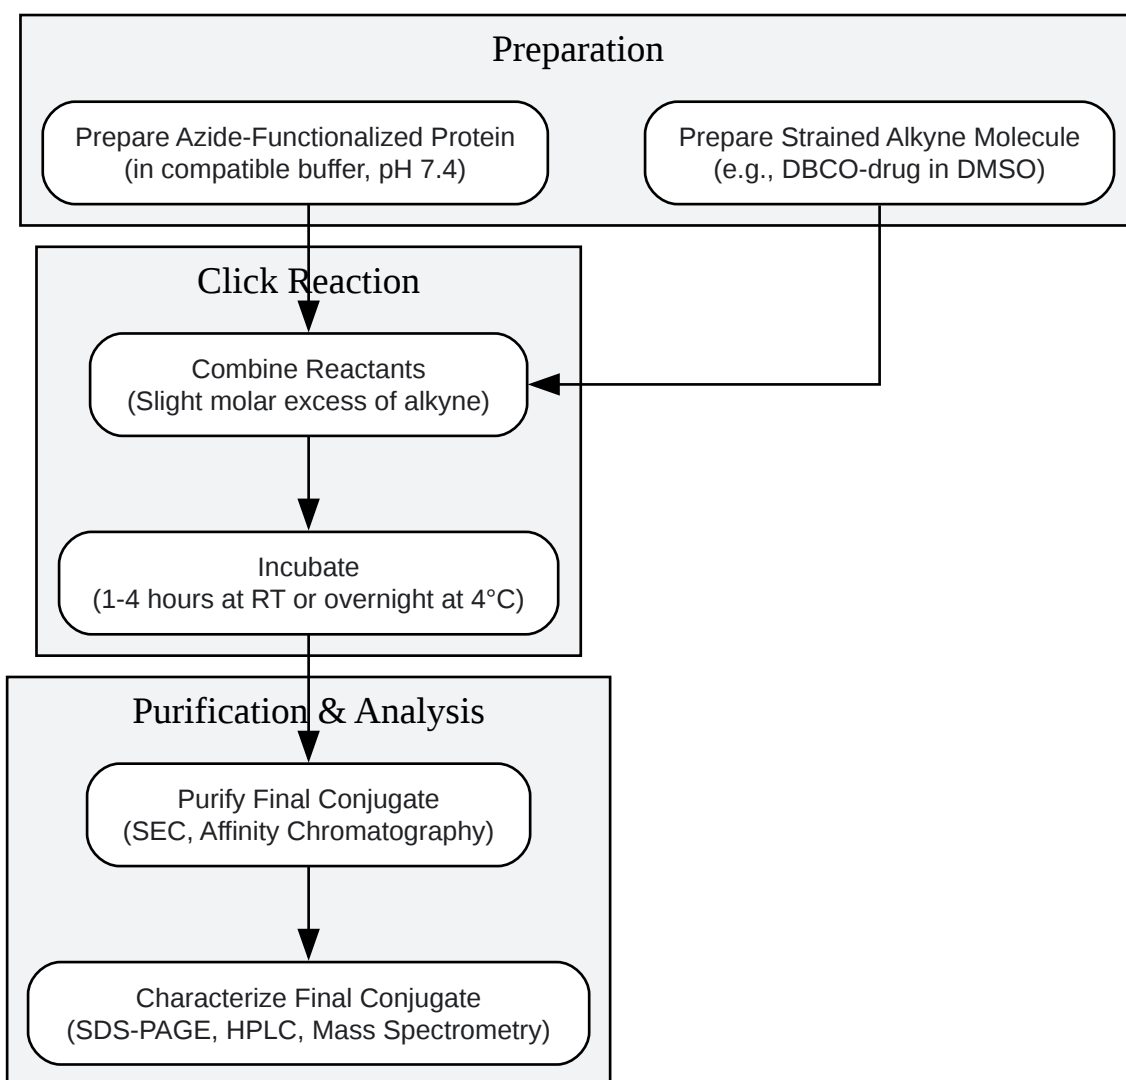 Preparation
Prepare Azide-Functionalized Protein
(in compatible buffer, pH 7.4)
Prepare Strained Alkyne Molecule
(e.g., DBCO-drug in DMSO)
Click Reaction
Combine Reactants
(Slight molar excess of alkyne)
Incubate
(1-4 hours at RT or overnight at 4°C)
Purification & Analysis
Purify Final Conjugate
(SEC, Affinity Chromatography)
Characterize Final Conjugate
(SDS-PAGE, HPLC, Mass Spectrometry)